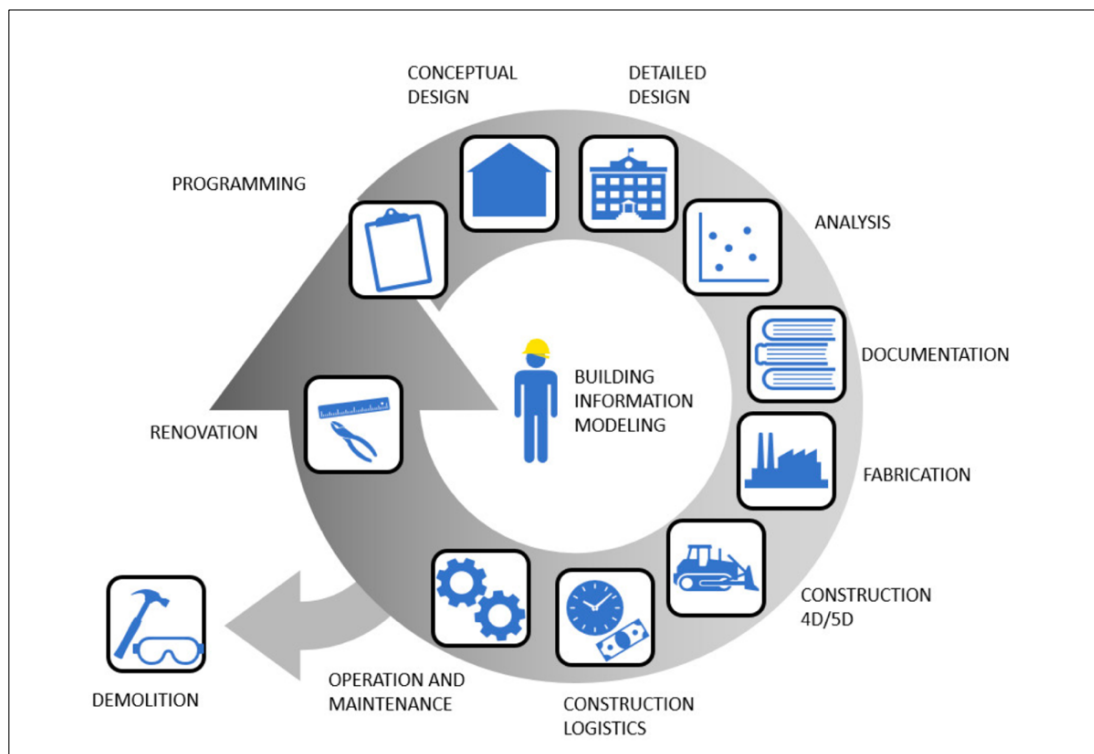 CONCEPTUAL
DESIGN
DETAILED
DESIGN
PROGRAMMING
ANALYSIS
DOCUMENTATION
BUILDING
INFORMATION
MODELING
RENOVATION
FABRICATION
CONSTRUCTION
4D/5D
OPERATION AND
MAINTENANCE
CONSTRUCTION
LOGISTICS
DEMOLITION